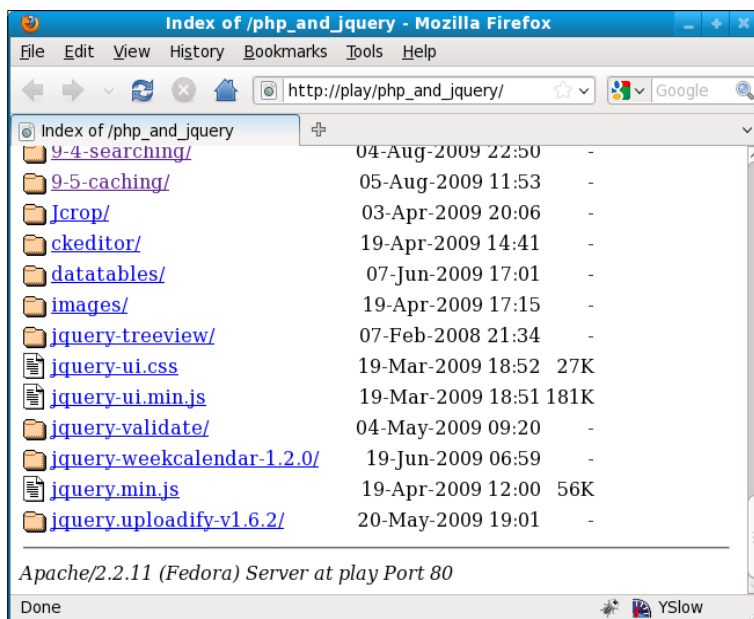 Index of /php_and_jquery - Mozilla Firefox
File Edit View History Bookmarks Tools Help
http://play/php_and_jquery/ Google
Index of /php_and_jquery
9-4-searching/ 04-Aug-2009 22:50 -
9-5-caching/ 05-Aug-2009 11:53 -
Jcrop/ 03-Apr-2009 20:06 -
ckeditor/ 19-Apr-2009 14:41 -
datatables/ 07-Jun-2009 17:01 -
images/ 19-Apr-2009 17:15 -
jquery-treeview/ 07-Feb-2008 21:34 -
jquery-ui.css 19-Mar-2009 18:52 27K
jquery-ui.min.js 19-Mar-2009 18:51 181K
jquery-validate/ 04-May-2009 09:20 -
jquery-weekcalendar-1.2.0/ 19-Jun-2009 06:59 -
jquery.min.js 19-Apr-2009 12:00 56K
jquery.uploadify-v1.6.2/ 20-May-2009 19:01 -
Apache/2.2.11 (Fedora) Server at play Port 80
Done YSlow